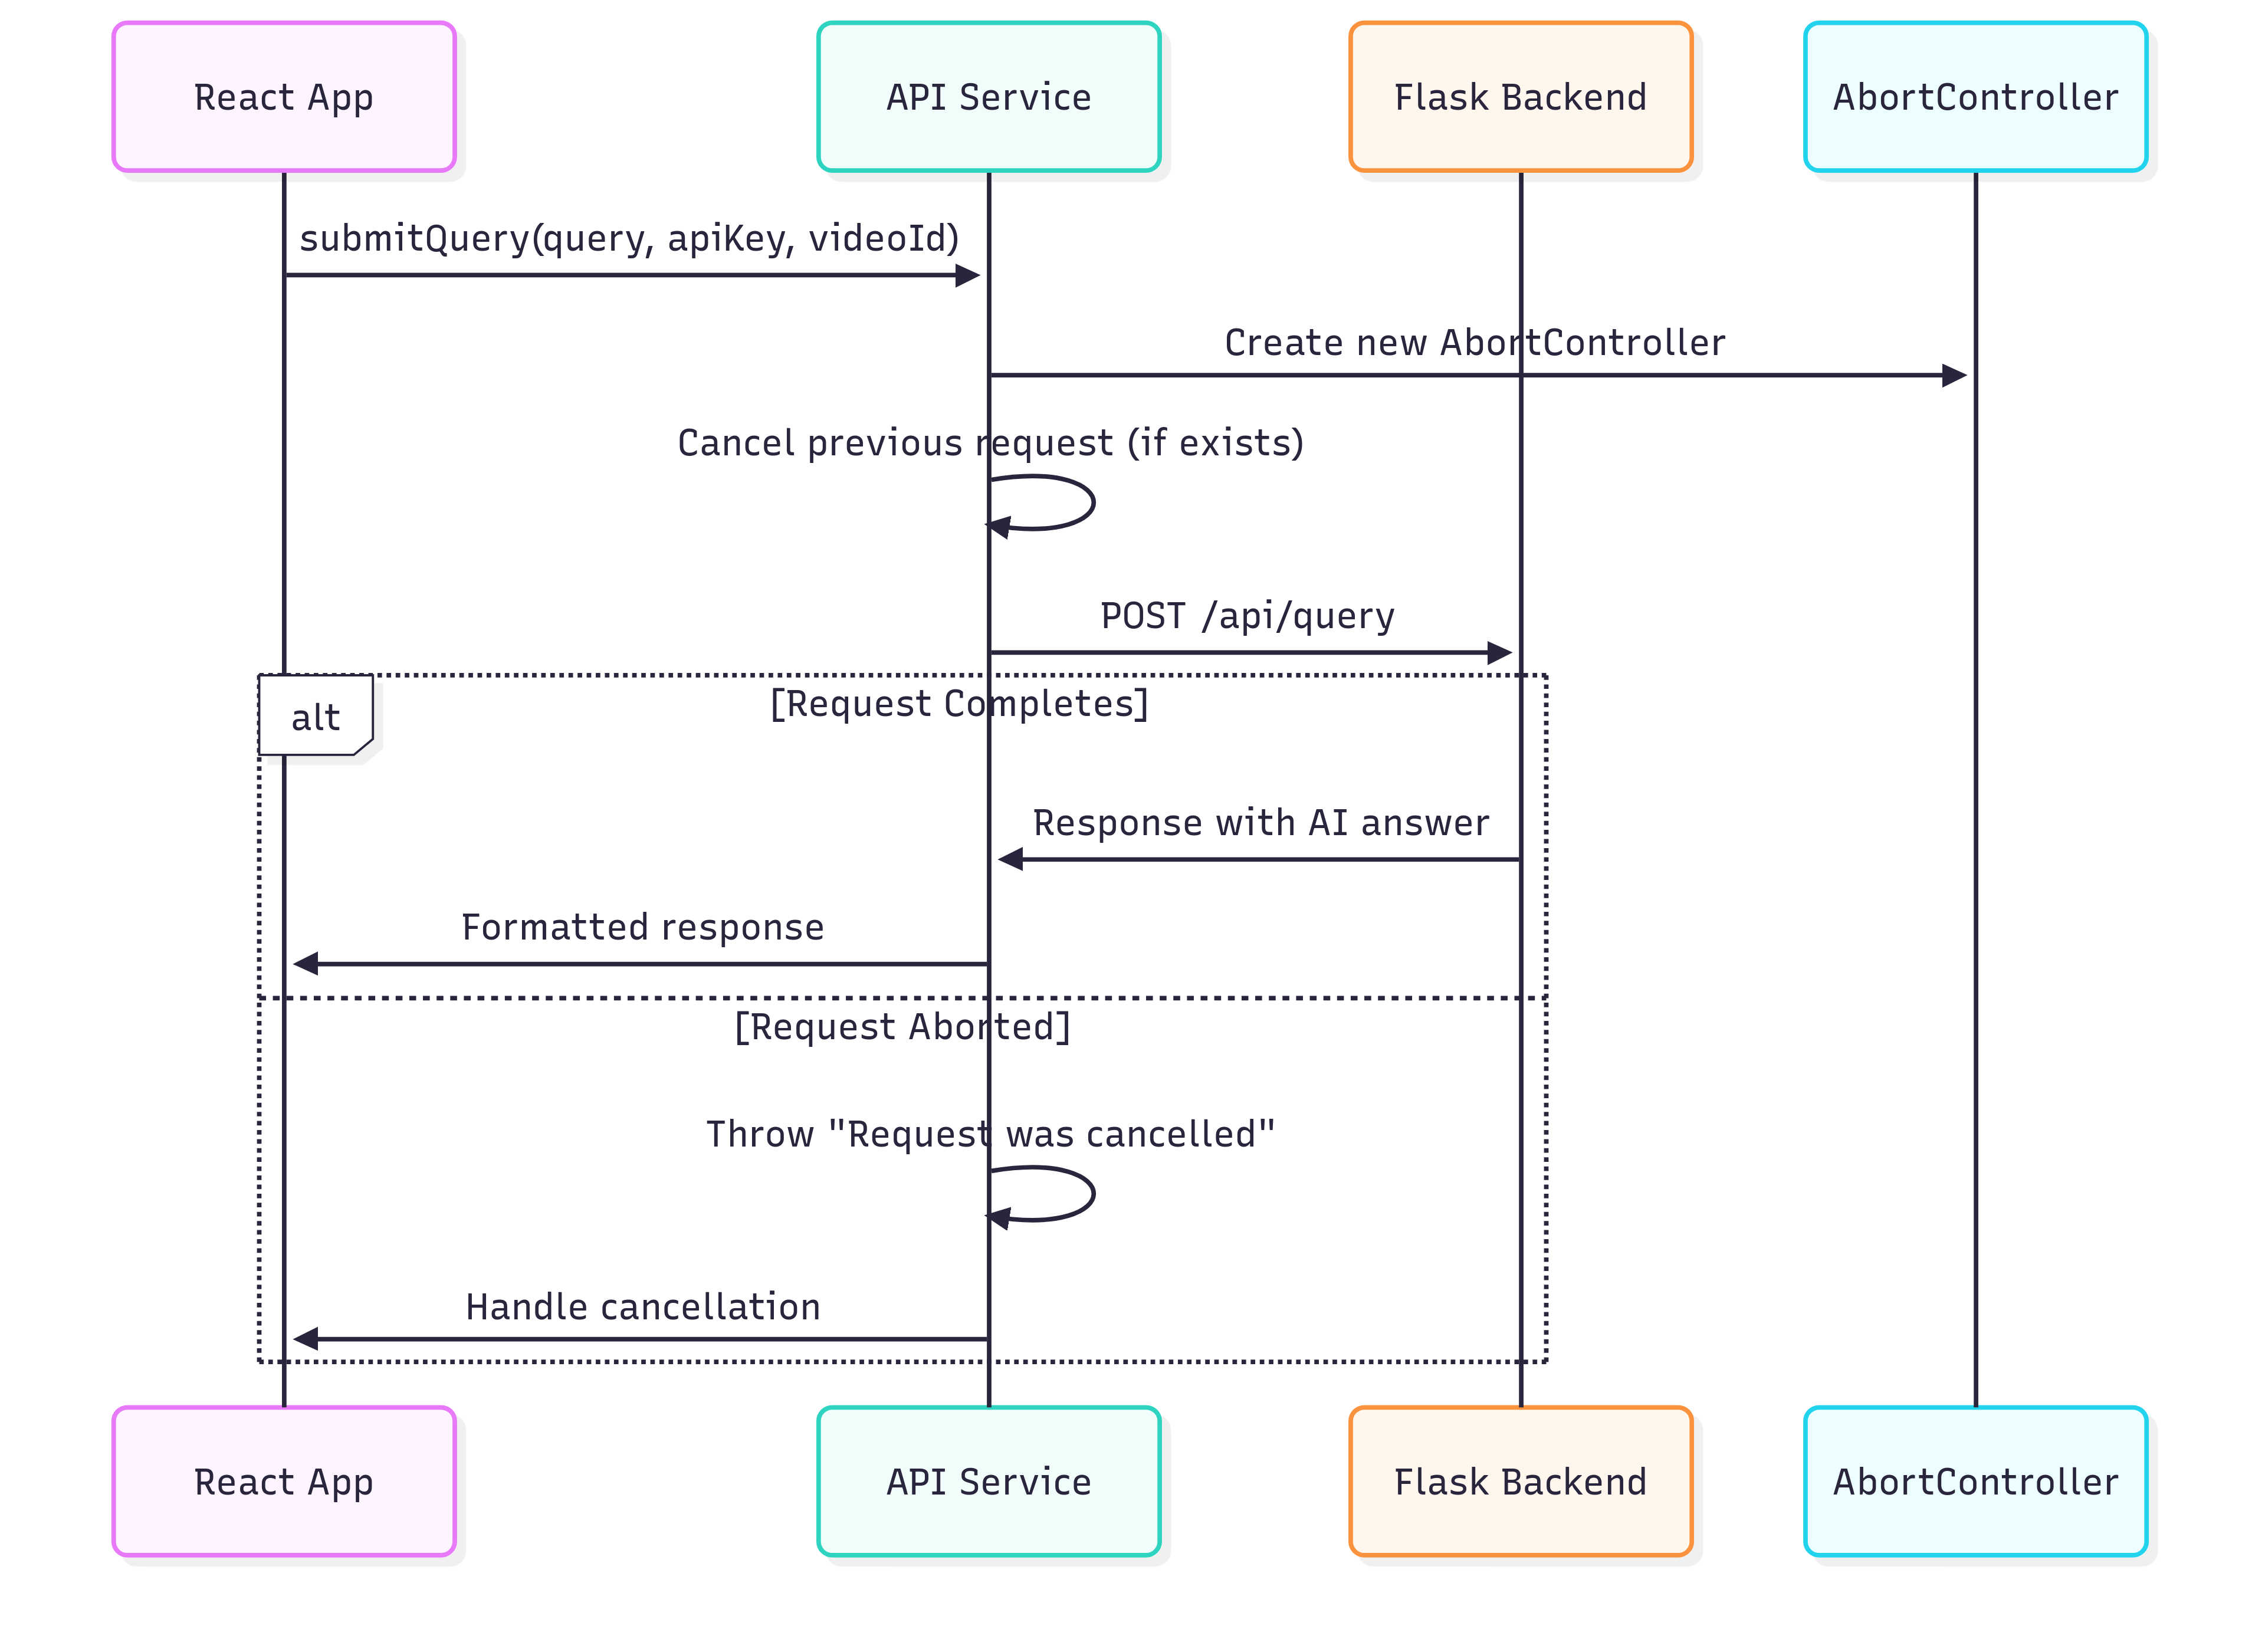 React App
API Service
Flask Backend
AbortController
submitQuery(query, apiKey, videoId)
Create new AbortController
Cancel previous request (if exists)
POST /api/query
alt
[Request Completes]
Response with AI answer
Formatted response
[Request Aborted]
Throw "Request was cancelled"
Handle cancellation
React App
API Service
Flask Backend
AbortController